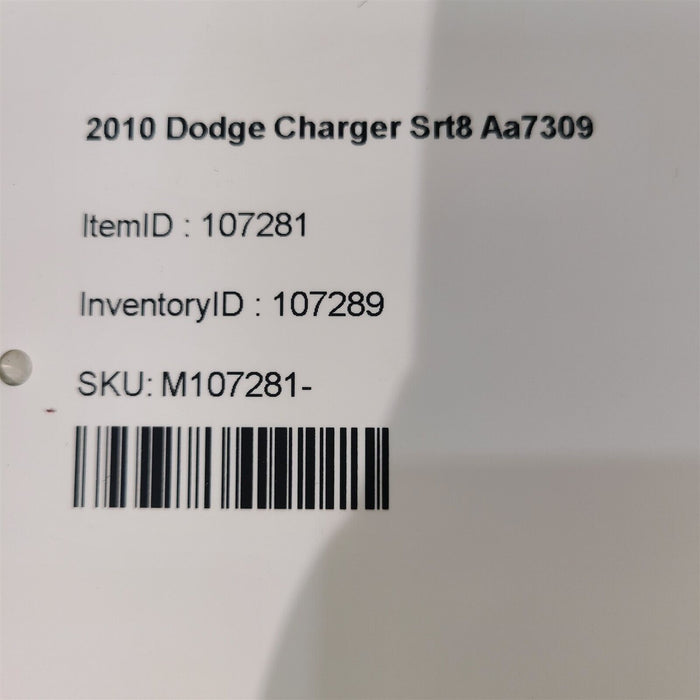 2010 Dodge Charger Srt8 Aa7309
ItemID : 107281
InventoryID : 107289
SKU: M107281-